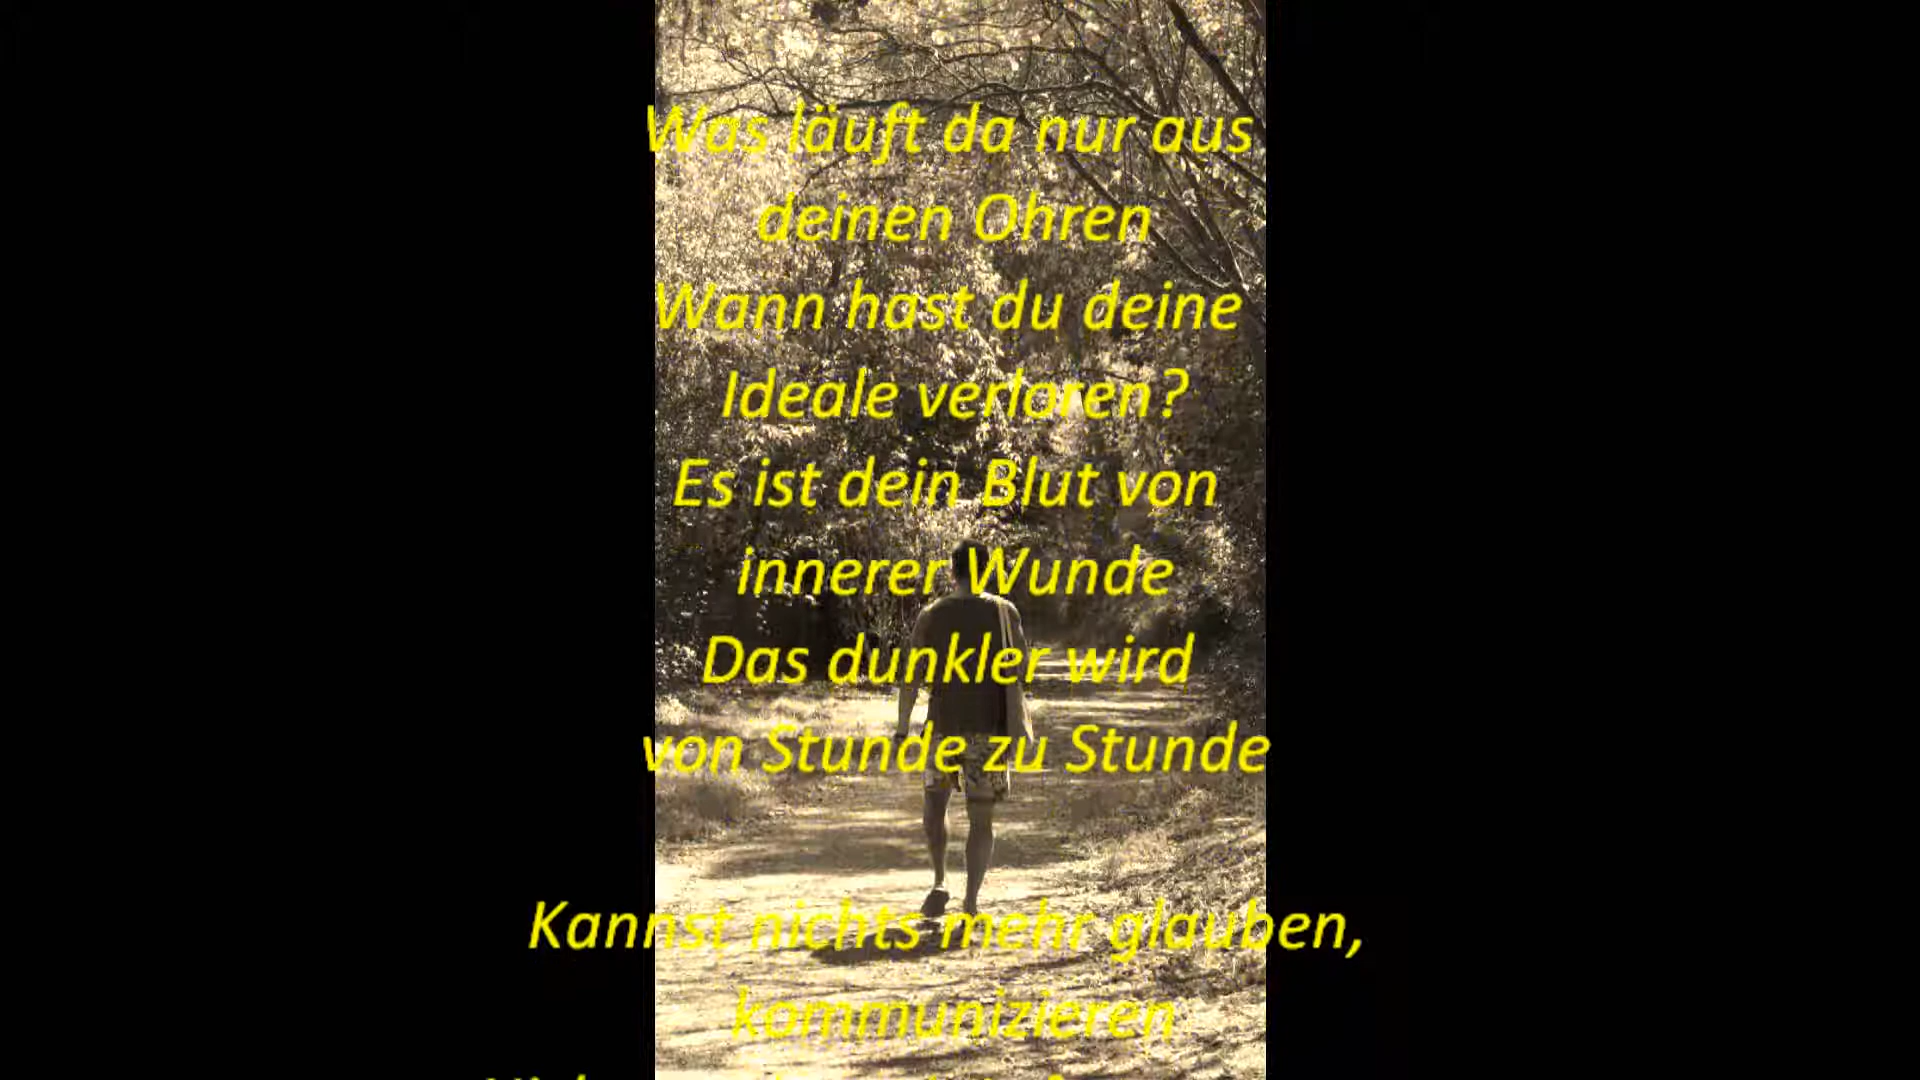 Was läuft da nur aus
deinen Ohren
Wann hast du deine
Ideale verloren?
Es ist dein Blut von
innerer Wunde
Das dunkler wird
von Stunde zu Stunde
Kannst nichts mehr glauben,
kommunizieren